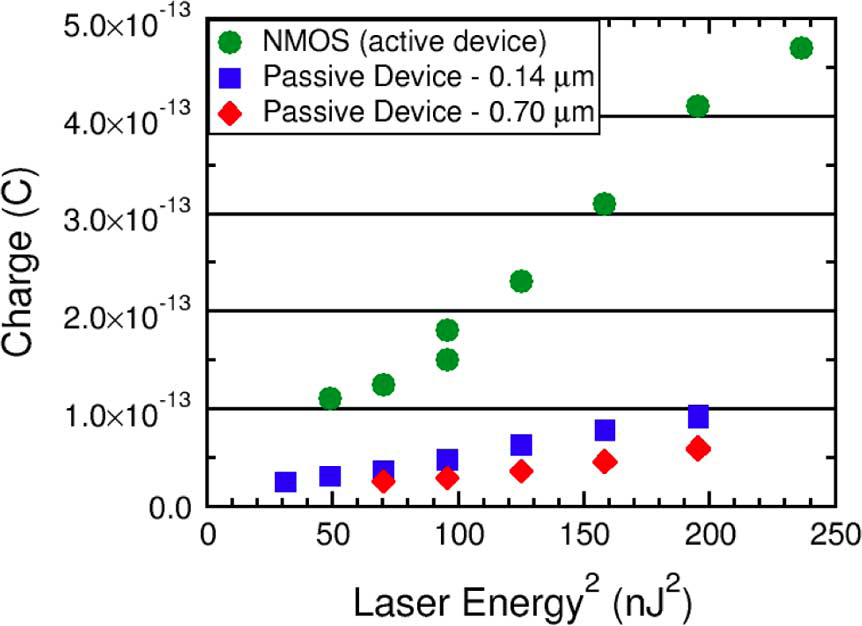 5.0×10⁻¹³
4.0×10⁻¹³
3.0×10⁻¹³
2.0×10⁻¹³
1.0×10⁻¹³
0.0
Charge (C)
NMOS (active device)
Passive Device - 0.14 μm
Passive Device - 0.70 μm
0 50 100 150 200 250
Laser Energy² (nJ²)